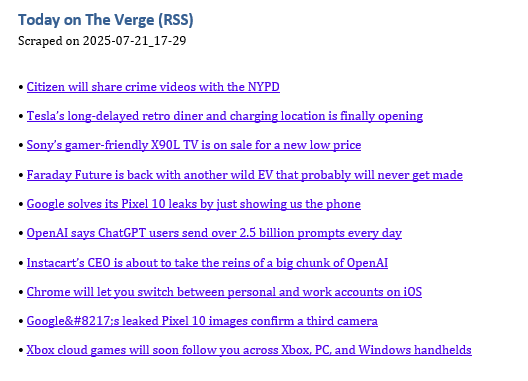 Today on The Verge (RSS)
Scraped on 2025-07-21_17-29
• Citizen will share crime videos with the NYPD
• Tesla’s long-delayed retro diner and charging location is finally opening
• Sony’s gamer-friendly X90L TV is on sale for a new low price
• Faraday Future is back with another wild EV that probably will never get made
• Google solves its Pixel 10 leaks by just showing us the phone
• OpenAI says ChatGPT users send over 2.5 billion prompts every day
• Instacart’s CEO is about to take the reins of a big chunk of OpenAI
• Chrome will let you switch between personal and work accounts on iOS
• Google&#8217;s leaked Pixel 10 images confirm a third camera
• Xbox cloud games will soon follow you across Xbox, PC, and Windows handhelds